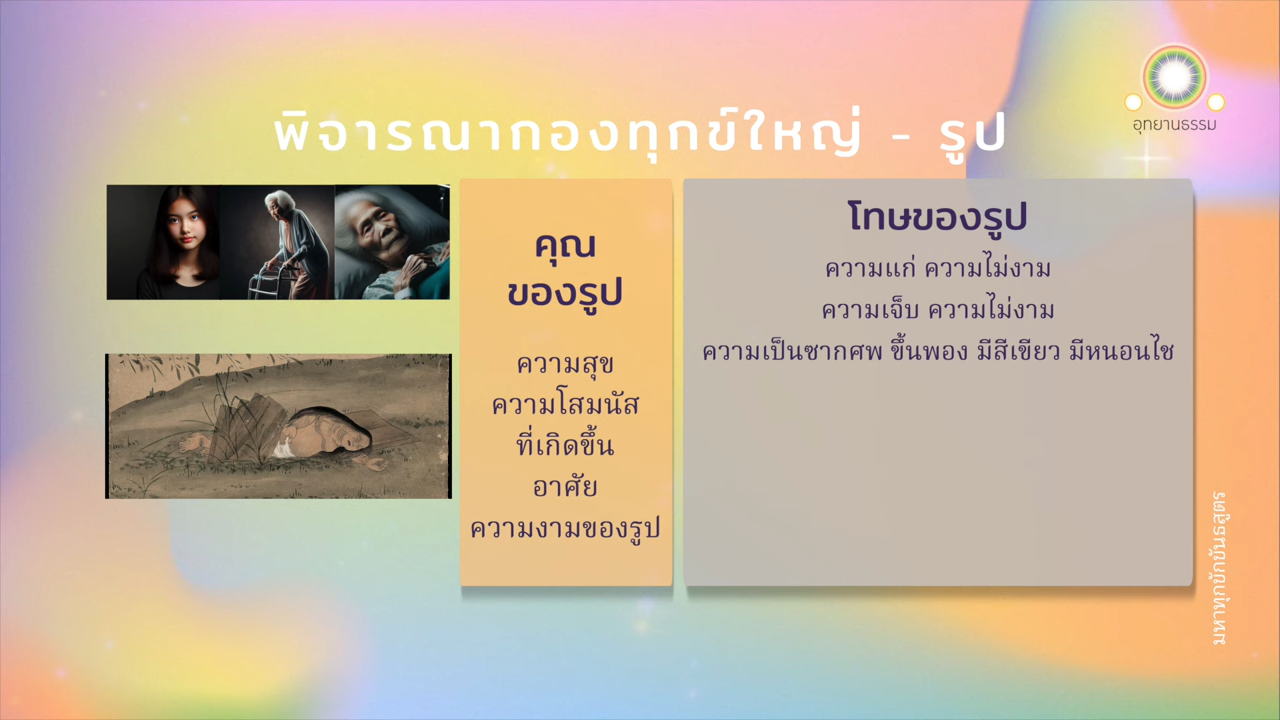 อุทยานธรรม
พิจารณากองทุกข์ใหญ่ - รูป
คุณ
ของรูป
ความสุข
ความโสมนัส
ที่เกิดขึ้น
อาศัย
ความงามของรูป
โทษของรูป
ความแก่ ความไม่งาม
ความเจ็บ ความไม่งาม
ความเป็นซากศพ ขึ้นพอง มีสีเขียว มีหนอนไช
มหาทุกขักขันธสูตร